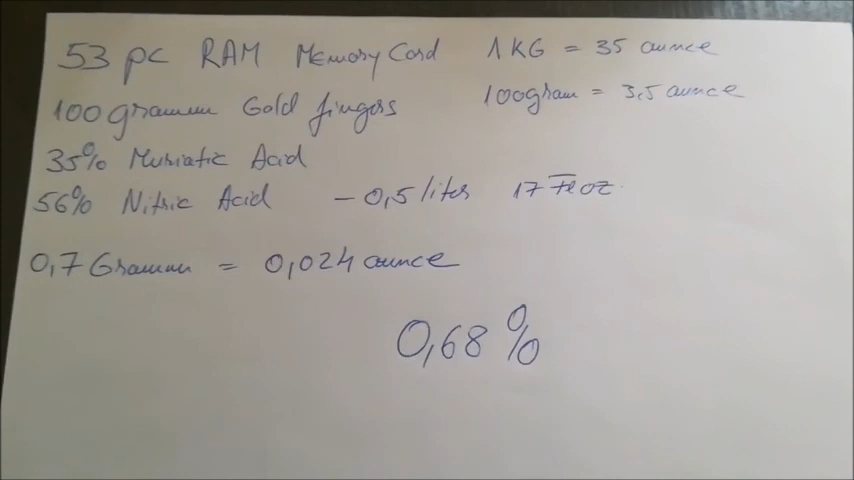 53 pc RAM Memory Card 1 KG = 35 ounce
100 gramm Gold fingers 100 gram = 3,5 ounce
35% Muriatic Acid
56% Nitric Acid – 0,5 liter 17 Fl oz.
0,7 Gramm = 0,024 ounce
0,68 %